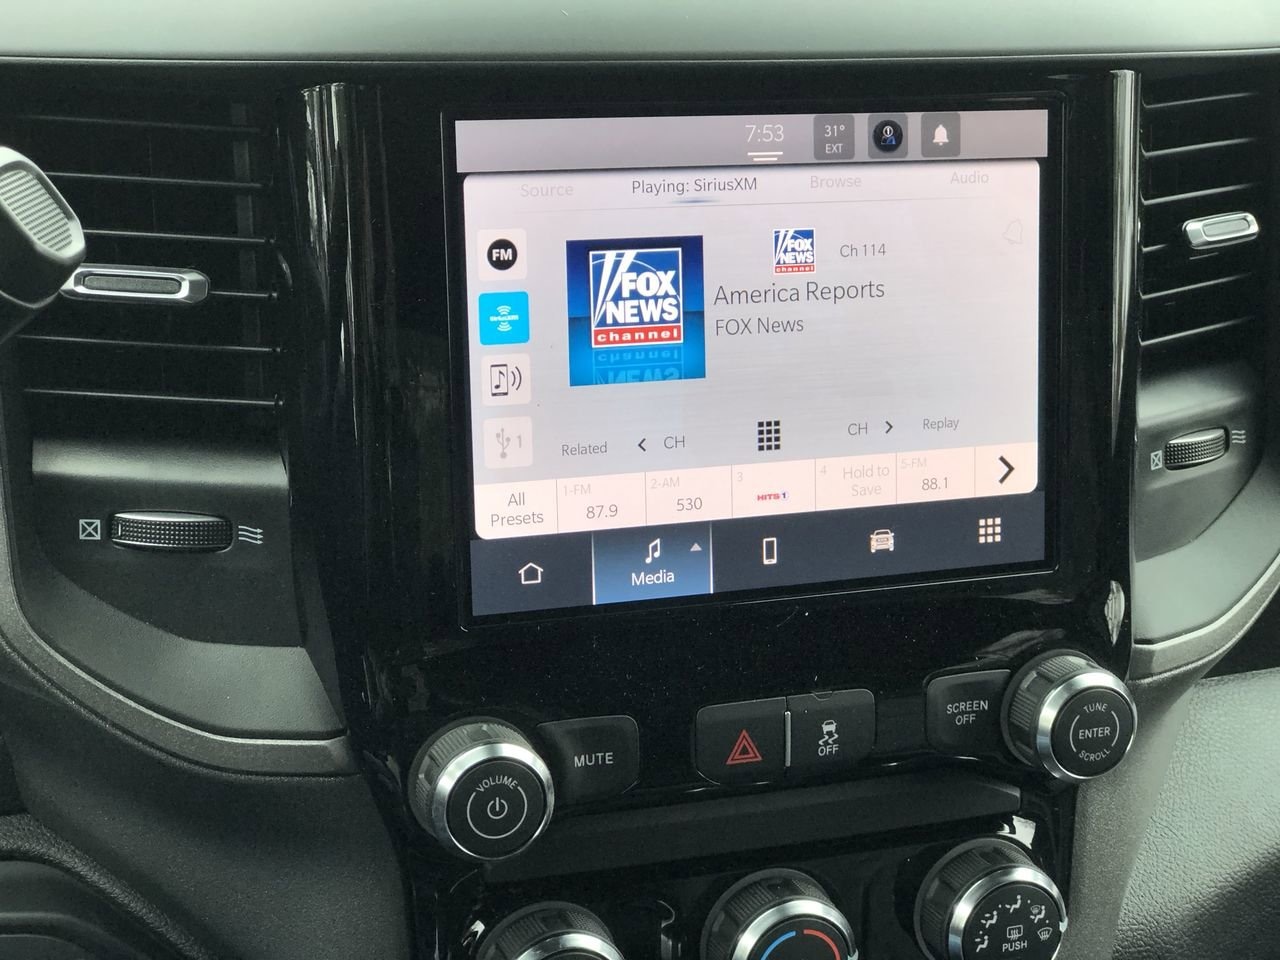 7:53
31°
EXT
Source
Playing: SiriusXM
Browse
Audio
FM
SiriusXM
1
FOX
NEWS
channel
FOX
NEWS
channel
Ch 114
America Reports
FOX News
Related
CH
CH
Replay
All
Presets
1-FM
87.9
2-AM
530
3
HITS 1
4
Hold to
Save
5-FM
88.1
Media
VOLUME
MUTE
OFF
SCREEN
OFF
TUNE
ENTER
SCROLL
PUSH